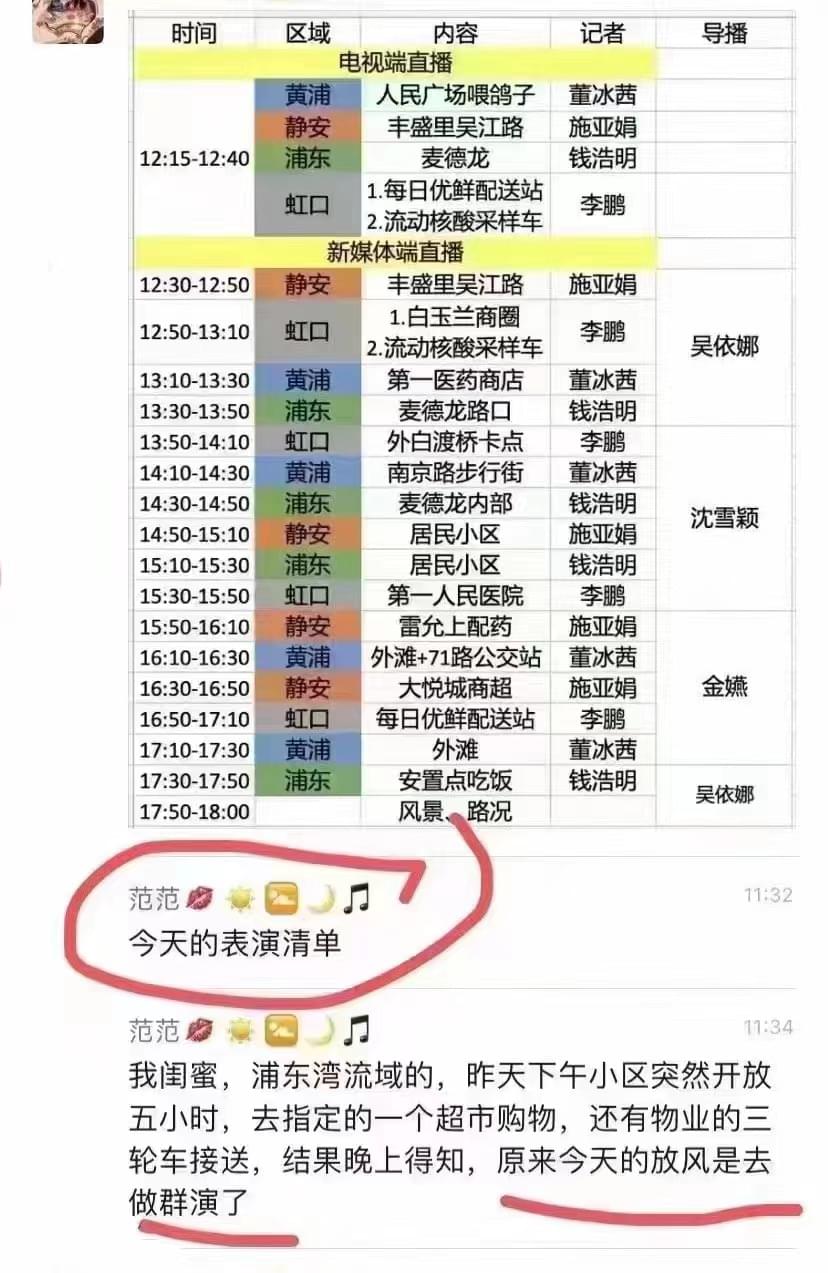 时间 区域 内容 记者 导播
电视端直播
12:15-12:40 黄浦 人民广场喂鸽子 董冰茜
静安 丰盛里吴江路 施亚娟
浦东 麦德龙 钱浩明
虹口 1.每日优鲜配送站 李鹏
2.流动核酸采样车
新媒体端直播
12:30-12:50 静安 丰盛里吴江路 施亚娟 吴依娜
12:50-13:10 虹口 1.白玉兰商圈 李鹏
2.流动核酸采样车
13:10-13:30 黄浦 第一医药商店 董冰茜
13:30-13:50 浦东 麦德龙路口 钱浩明
13:50-14:10 虹口 外白渡桥卡点 李鹏 沈雪颖
14:10-14:30 黄浦 南京路步行街 董冰茜
14:30-14:50 浦东 麦德龙内部 钱浩明
14:50-15:10 静安 居民小区 施亚娟
15:10-15:30 浦东 居民小区 钱浩明
15:30-15:50 虹口 第一人民医院 李鹏
15:50-16:10 静安 雷允上配药 施亚娟 金嬿
16:10-16:30 黄浦 外滩+71路公交站 董冰茜
16:30-16:50 静安 大悦城商超 施亚娟
16:50-17:10 虹口 每日优鲜配送站 李鹏
17:10-17:30 黄浦 外滩 董冰茜
17:30-17:50 浦东 安置点吃饭 钱浩明 吴依娜
17:50-18:00 风景、路况
范范 11:32
今天的表演清单
范范 11:34
我闺蜜，浦东湾流域的，昨天下午小区突然开放
五小时，去指定的一个超市购物，还有物业的三
轮车接送，结果晚上得知，原来今天的放风是去
做群演了